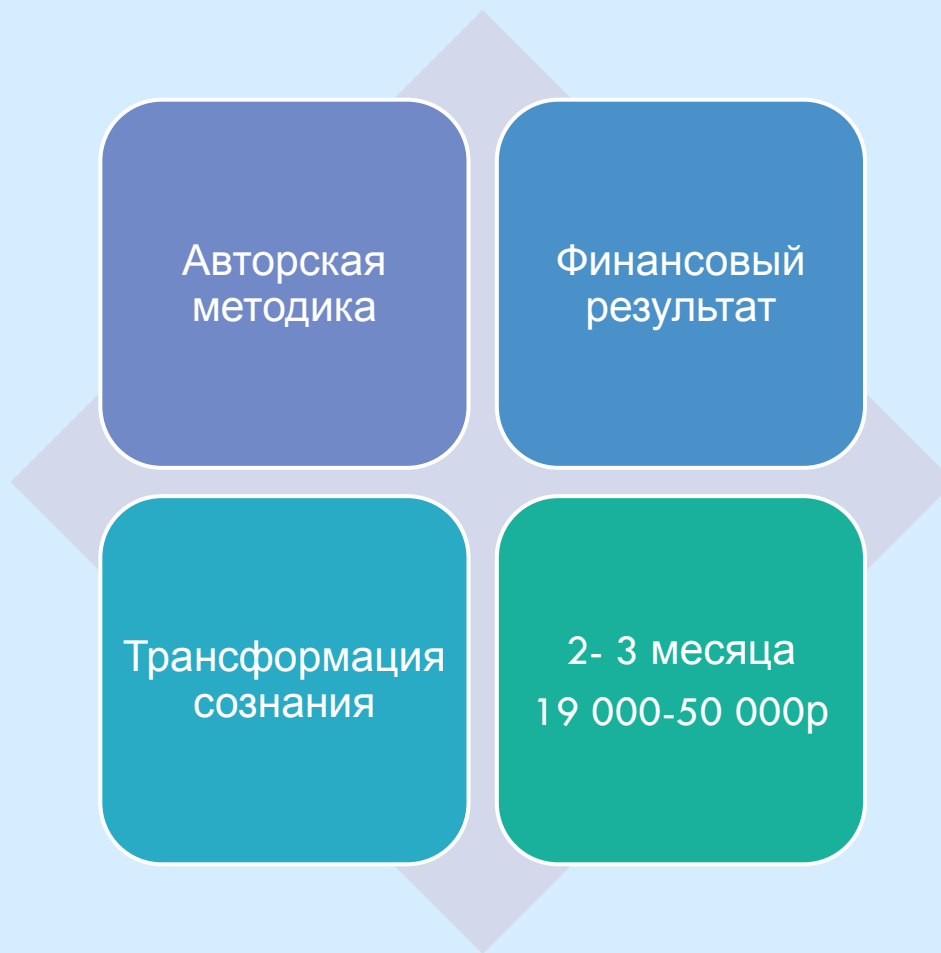 Авторская
методика
Финансовый
результат
Трансформация
сознания
2- 3 месяца
19 000-50 000р